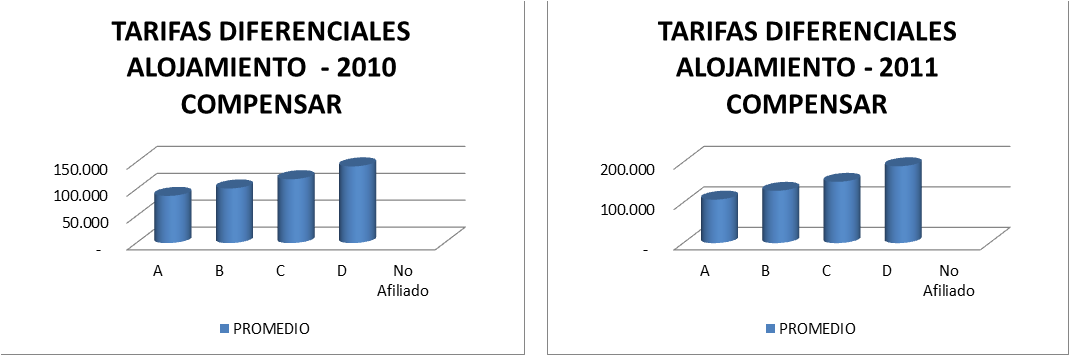 TARIFAS DIFERENCIALES
ALOJAMIENTO - 2010
COMPENSAR
150.000
100.000
50.000
-
A B C D No
Afiliado
PROMEDIO
TARIFAS DIFERENCIALES
ALOJAMIENTO - 2011
COMPENSAR
200.000
100.000
-
A B C D No
Afiliado
PROMEDIO